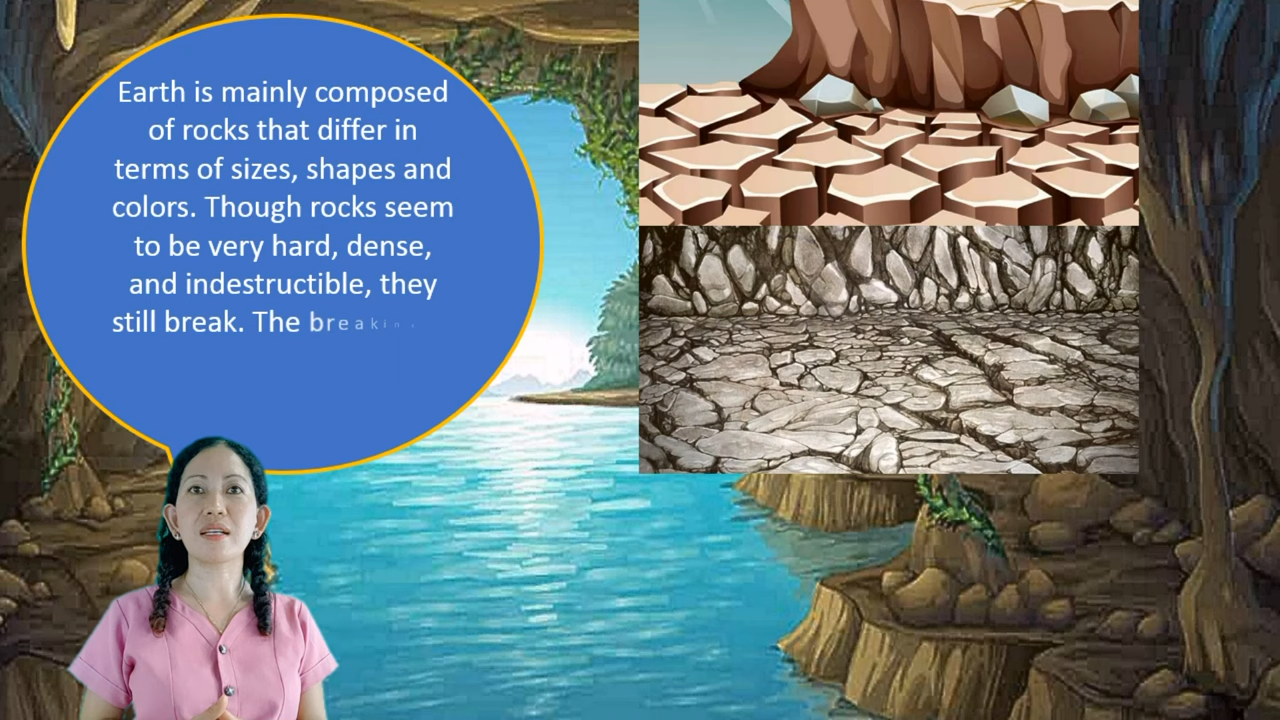 Earth is mainly composed
of rocks that differ in
terms of sizes, shapes and
colors. Though rocks seem
to be very hard, dense,
and indestructible, they
still break. The breakin